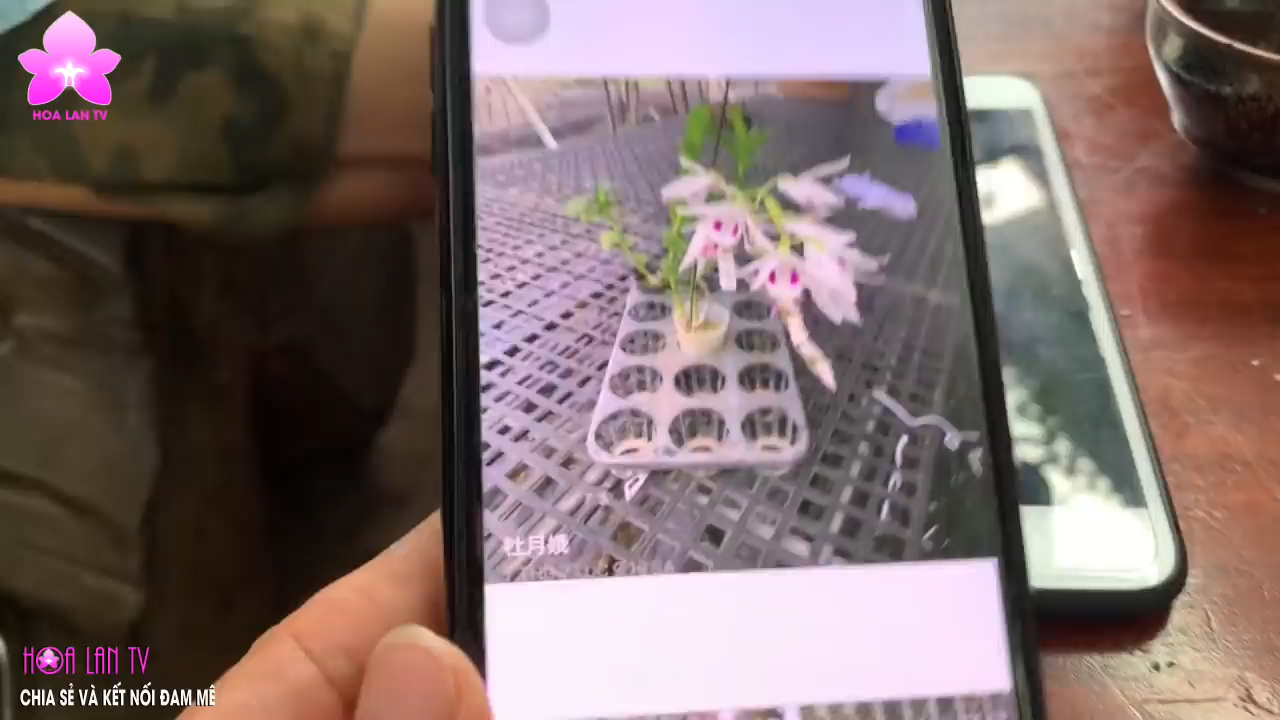 HOA LAN TV
杜月娥
HOA LAN TV
CHIA SẺ VÀ KẾT NỐI ĐAM MÊ